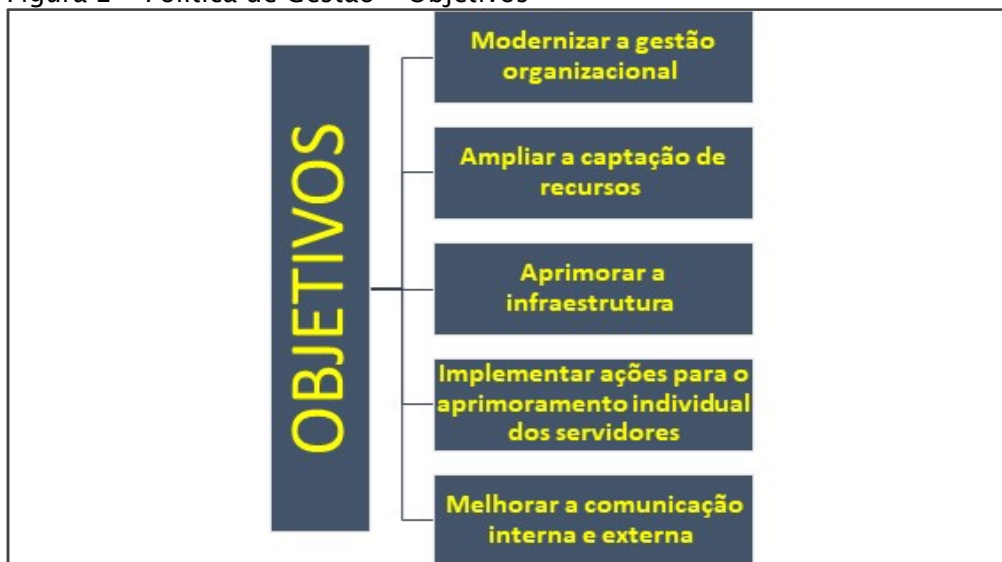 Figura 2 – Política de Gestão – Objetivos
OBJETIVOS
Modernizar a gestão
organizacional
Ampliar a captação de
recursos
Aprimorar a
infraestrutura
Implementar ações para o
aprimoramento individual
dos servidores
Melhorar a comunicação
interna e externa